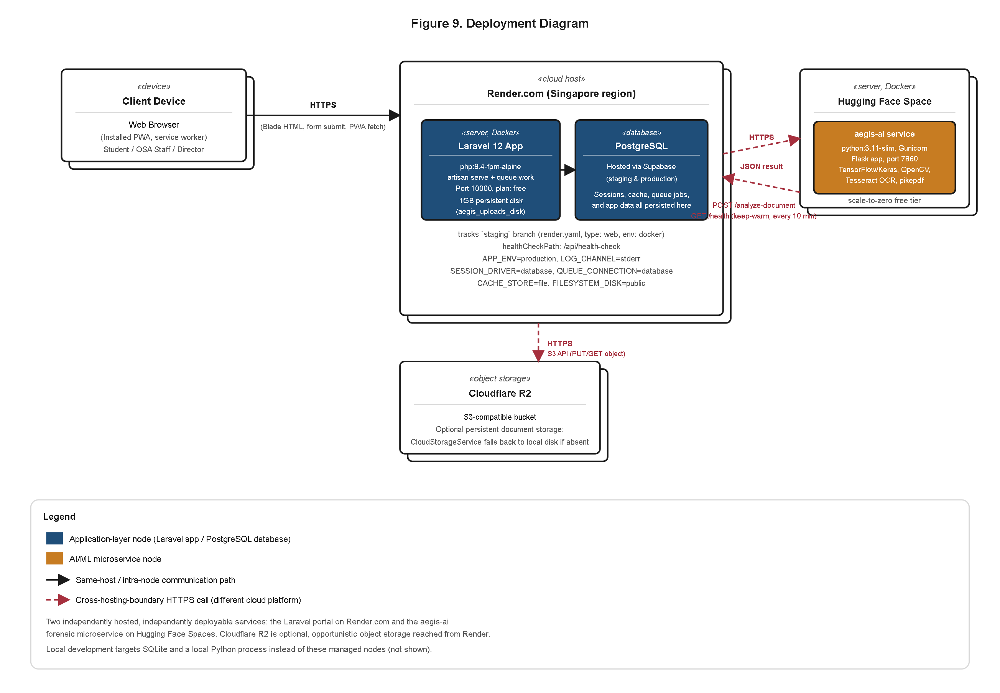 Figure 9. Deployment Diagram
«device»
Client Device
Web Browser
(Installed PWA, service worker)
Student / OSA Staff / Director
HTTPS
(Blade HTML, form submit, PWA fetch)
«cloud host»
Render.com (Singapore region)
«server, Docker»
Laravel 12 App
php:8.4-fpm-alpine
artisan serve + queue:work
Port 10000, plan: free
1GB persistent disk
(aegis_uploads_disk)
«database»
PostgreSQL
Hosted via Supabase
(staging & production)
Sessions, cache, queue jobs,
and app data all persisted here
tracks `staging` branch (render.yaml, type: web, env: docker)
healthCheckPath: /api/health-check
APP_ENV=production, LOG_CHANNEL=stderr
SESSION_DRIVER=database, QUEUE_CONNECTION=database
CACHE_STORE=file, FILESYSTEM_DISK=public
HTTPS
JSON result
POST /analyze-document
GET /health (keep-warm, every 10 min)
«server, Docker»
Hugging Face Space
aegis-ai service
python:3.11-slim, Gunicorn
Flask app, port 7860
TensorFlow/Keras, OpenCV,
Tesseract OCR, pikepdf
scale-to-zero free tier
HTTPS
S3 API (PUT/GET object)
«object storage»
Cloudflare R2
S3-compatible bucket
Optional persistent document storage;
CloudStorageService falls back to local disk if absent
Legend
Application-layer node (Laravel app / PostgreSQL database)
AI/ML microservice node
Same-host / intra-node communication path
Cross-hosting-boundary HTTPS call (different cloud platform)
Two independently hosted, independently deployable services: the Laravel portal on Render.com and the aegis-ai
forensic microservice on Hugging Face Spaces. Cloudflare R2 is optional, opportunistic object storage reached from Render.
Local development targets SQLite and a local Python process instead of these managed nodes (not shown).